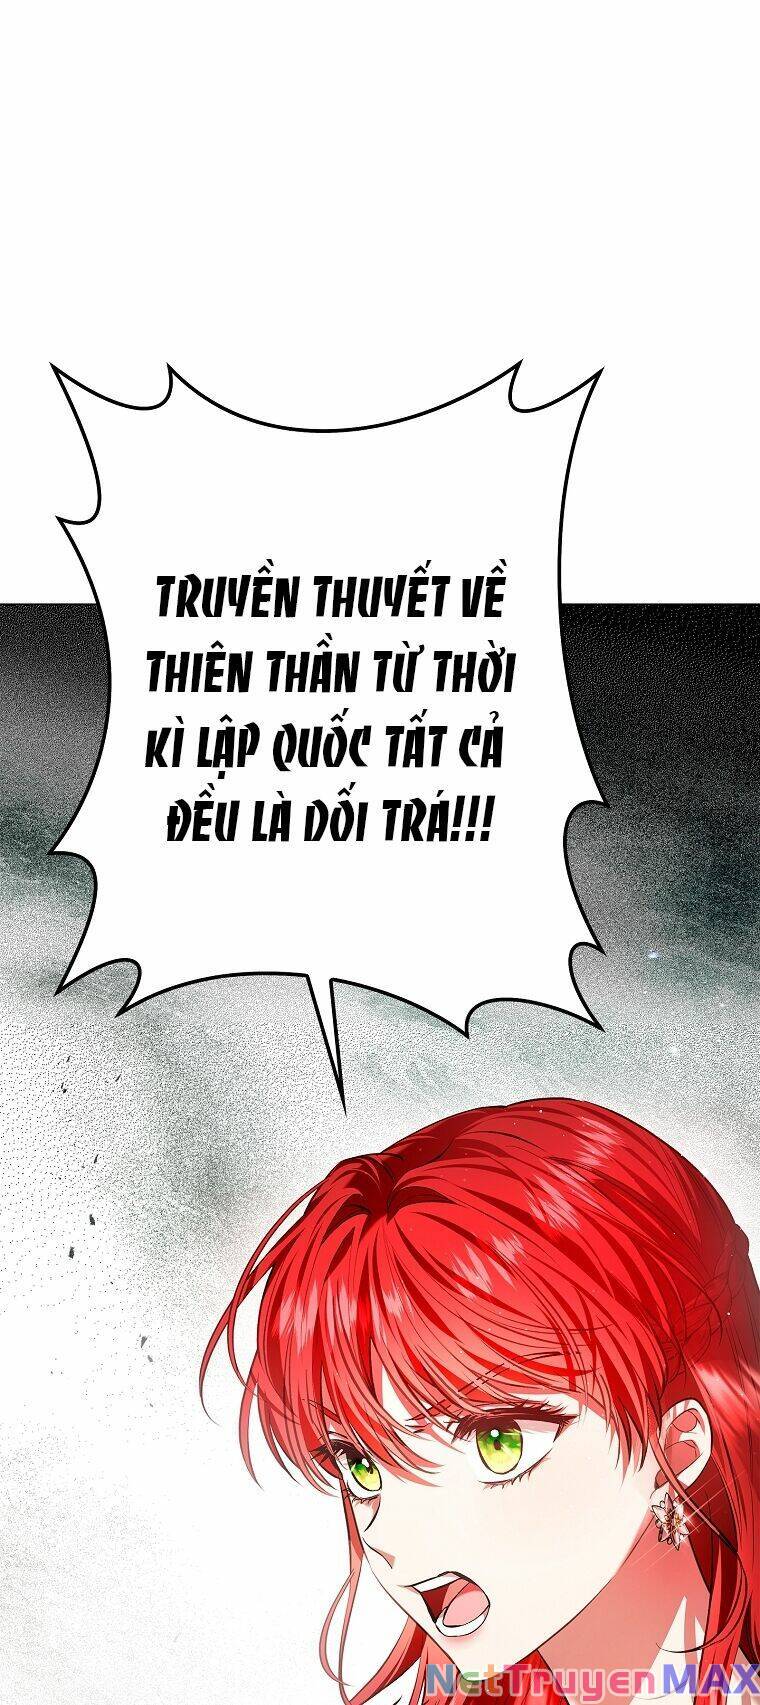 TRUYỀN THUYẾT VỀ
THIÊN THẦN TỪ THỜI
KÌ LẬP QUỐC TẤT CẢ
ĐỀU LÀ DỐI TRÁ!!!
NetTruyenMAX